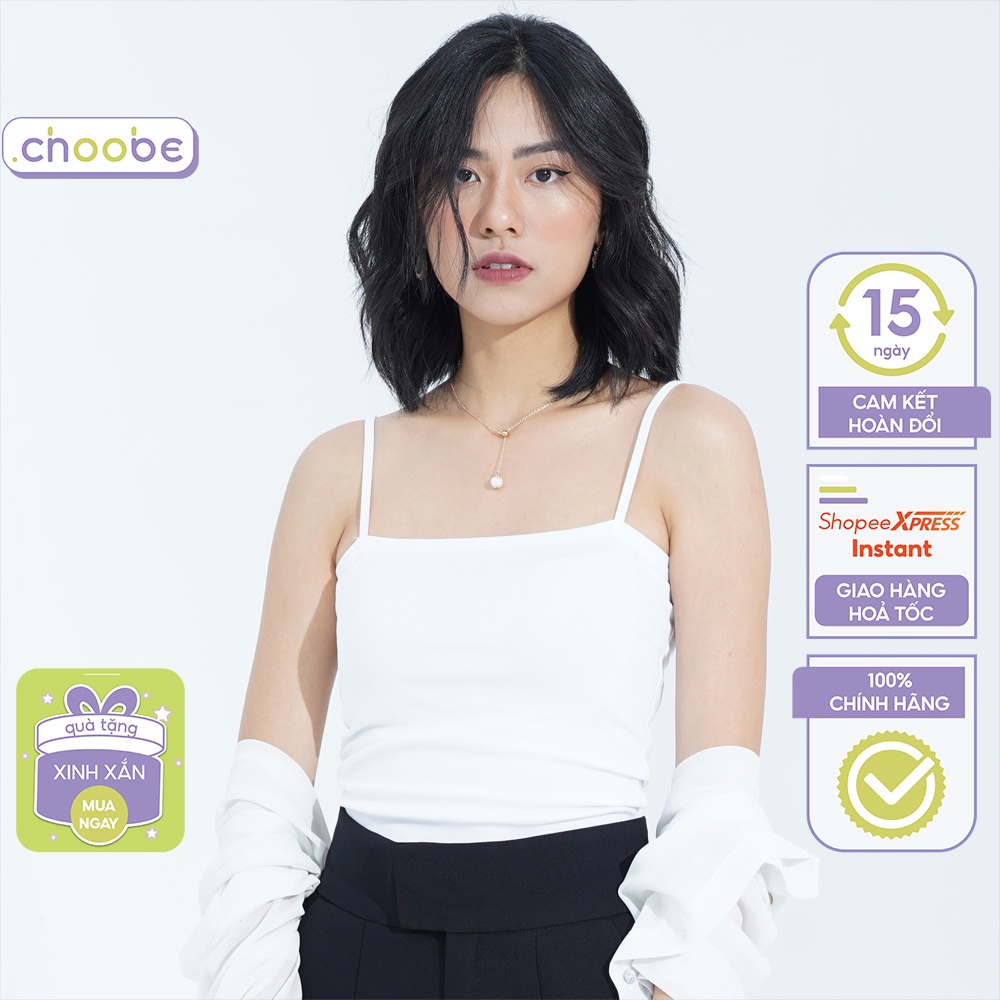 .choobe
15
ngày
CAM KẾT
HOÀN ĐỔI
ShopeeXPRESS
Instant
GIAO HÀNG
HOẢ TỐC
100%
CHÍNH HÃNG
quà tặng
XINH XẮN
MUA
NGAY